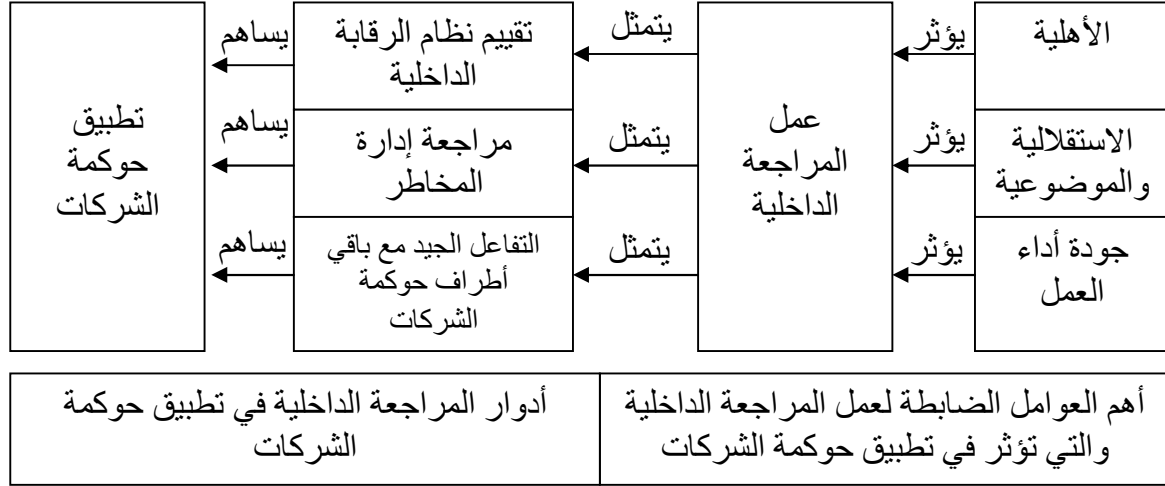 الأهلية
يؤثر
الاستقلالية
والموضوعية
يؤثر
جودة أداء
العمل
يؤثر
عمل
المراجعة
الداخلية
يتمثل
يتمثل
يتمثل
تقييم نظام الرقابة
الداخلية
مراجعة إدارة
المخاطر
التفاعل الجيد مع باقي
أطراف حوكمة
الشركات
يساهم
يساهم
يساهم
تطبيق
حوكمة
الشركات
أهم العوامل الضابطة لعمل المراجعة الداخلية
والتي تؤثر في تطبيق حوكمة الشركات
أدوار المراجعة الداخلية في تطبيق حوكمة
الشركات